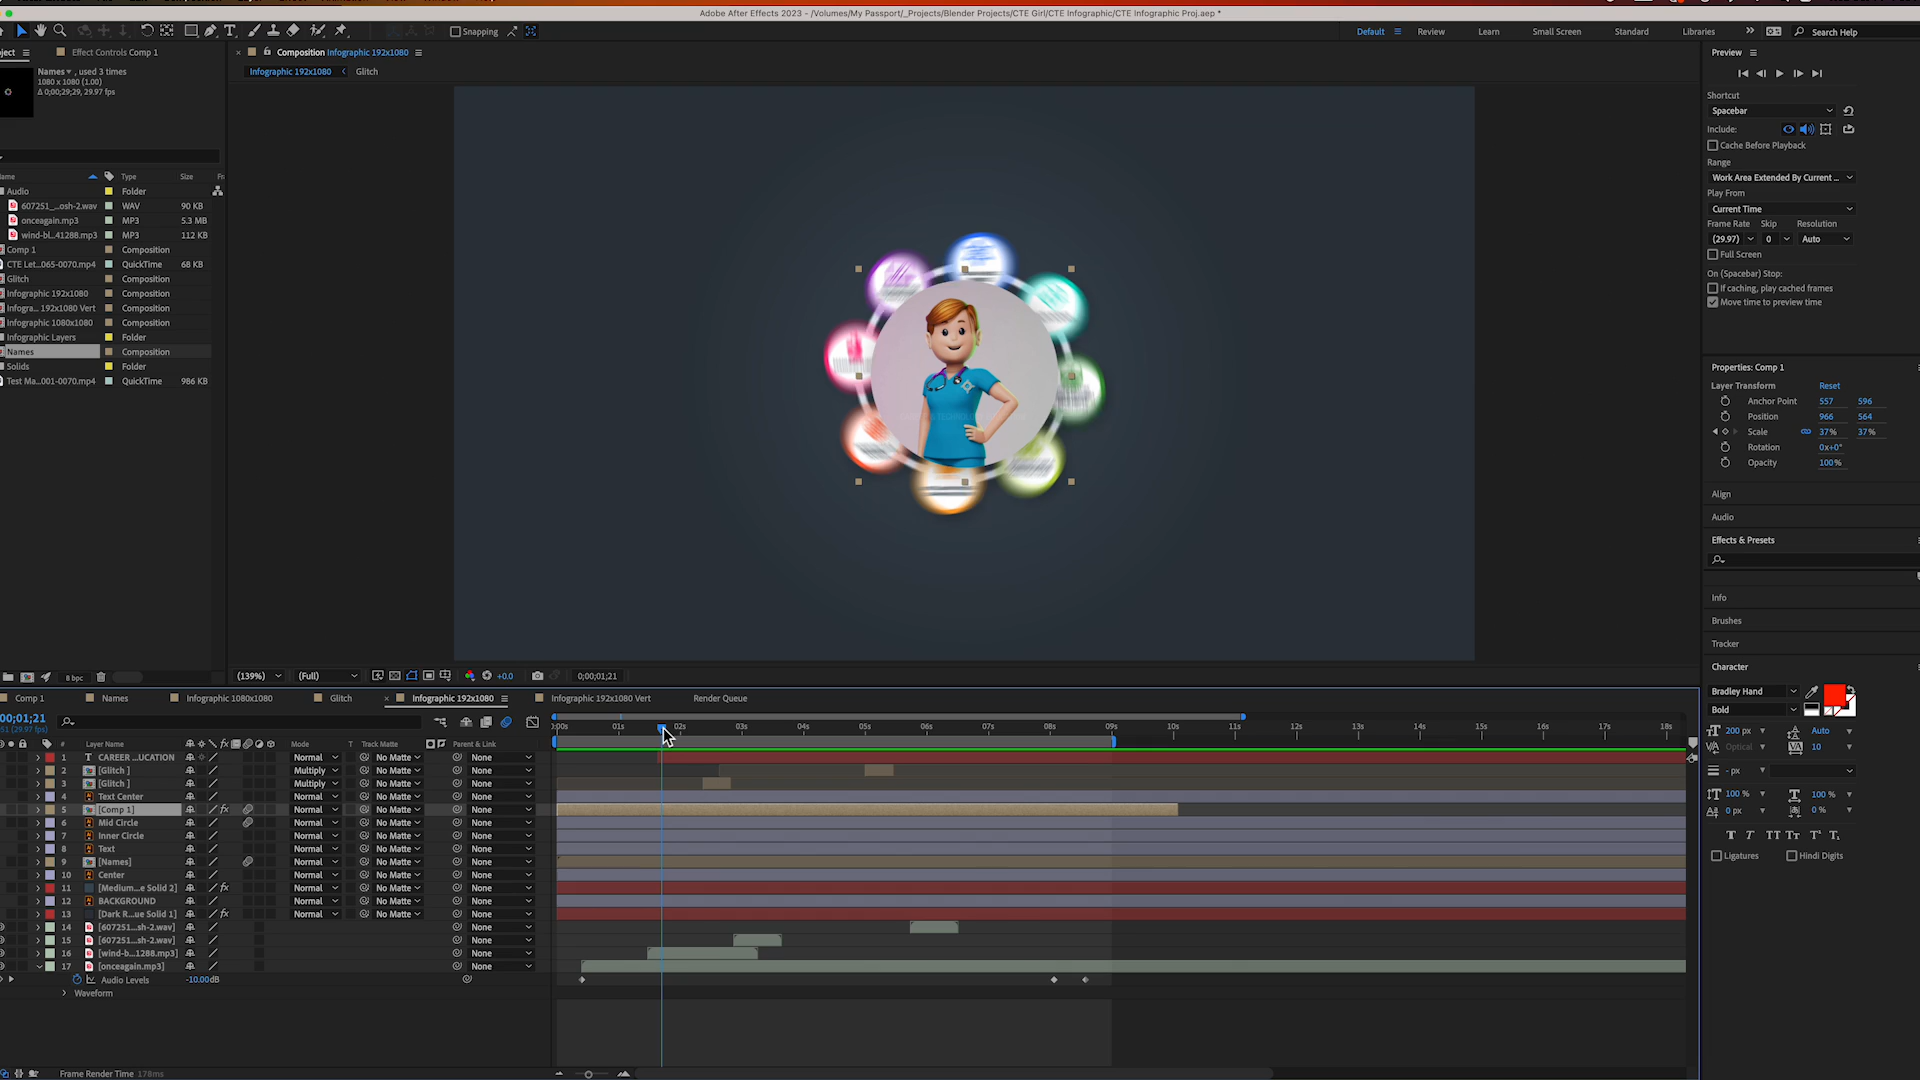 Adobe After Effects 2023 - /Volumes/My Passport/_Projects/Blender Projects/CTE Girl/CTE Infographic/CTE Infographic Proj.aep *
Snapping
Default
Review
Learn
Small Screen
Standard
Libraries
Search Help
Effect Controls Comp 1
Composition Infographic 192x1080
Infographic 192x1080
Glitch
Names ▾ , used 3 times
1080 x 1080 (1.00)
Δ 0;00;29;29, 29.97 fps
Type
Size
Audio Folder
607251_...osh-2.wav WAV 90 KB
onceagain.mp3 MP3 5.3 MB
wind-bl...41288.mp3 MP3 112 KB
Comp 1 Composition
CTE Let...065-0070.mp4 QuickTime 68 KB
Glitch Composition
Infographic 192x1080 Composition
Infogra... 192x1080 Vert Composition
Infographic 1080x1080 Composition
Infographic Layers Folder
Names Composition
Solids Folder
Test Ma...001-0070.mp4 QuickTime 986 KB
8 bpc
(139%)
(Full)
+0.0
0;00;01;21
Preview
Shortcut
Spacebar
Include:
Cache Before Playback
Range
Work Area Extended By Current ...
Play From
Current Time
Frame Rate Skip Resolution
(29.97) 0 Auto
Full Screen
On (Spacebar) Stop:
If caching, play cached frames
Move time to preview time
Properties: Comp 1
Layer Transform Reset
Anchor Point 557 596
Position 966 564
Scale 37% 37%
Rotation 0x+0°
Opacity 100%
Align
Audio
Effects & Presets
Info
Brushes
Tracker
Character
Bradley Hand
Bold
200 px Auto
Optical 10
- px
100 % 100 %
0 px 0 %
Ligatures Hindi Digits
Comp 1
Names
Infographic 1080x1080
Glitch
Infographic 192x1080
Infographic 192x1080 Vert
Render Queue
00;01;21
(29.97 fps)
:00s 01s 02s 03s 04s 05s 06s 07s 08s 09s 10s 11s 12s 13s 14s 15s 16s 17s 18s
# Layer Name Mode T Track Matte Parent & Link
1 CAREER ...UCATION Normal No Matte None
2 [Glitch ] Multiply No Matte None
3 [Glitch ] Multiply No Matte None
4 Text Center Normal No Matte None
5 [Comp 1] Normal No Matte None
6 Mid Circle Normal No Matte None
7 Inner Circle Normal No Matte None
8 Text Normal No Matte None
9 [Names] Normal No Matte None
10 Center Normal No Matte None
11 [Medium...e Solid 2] Normal No Matte None
12 BACKGROUND Normal No Matte None
13 [Dark R...ue Solid 1] Normal No Matte None
14 [607251...sh-2.wav] None
15 [607251...sh-2.wav] None
16 [wind-b...1288.mp3] None
17 [onceagain.mp3] None
Audio Levels -10.00dB
Waveform
Frame Render Time 178ms